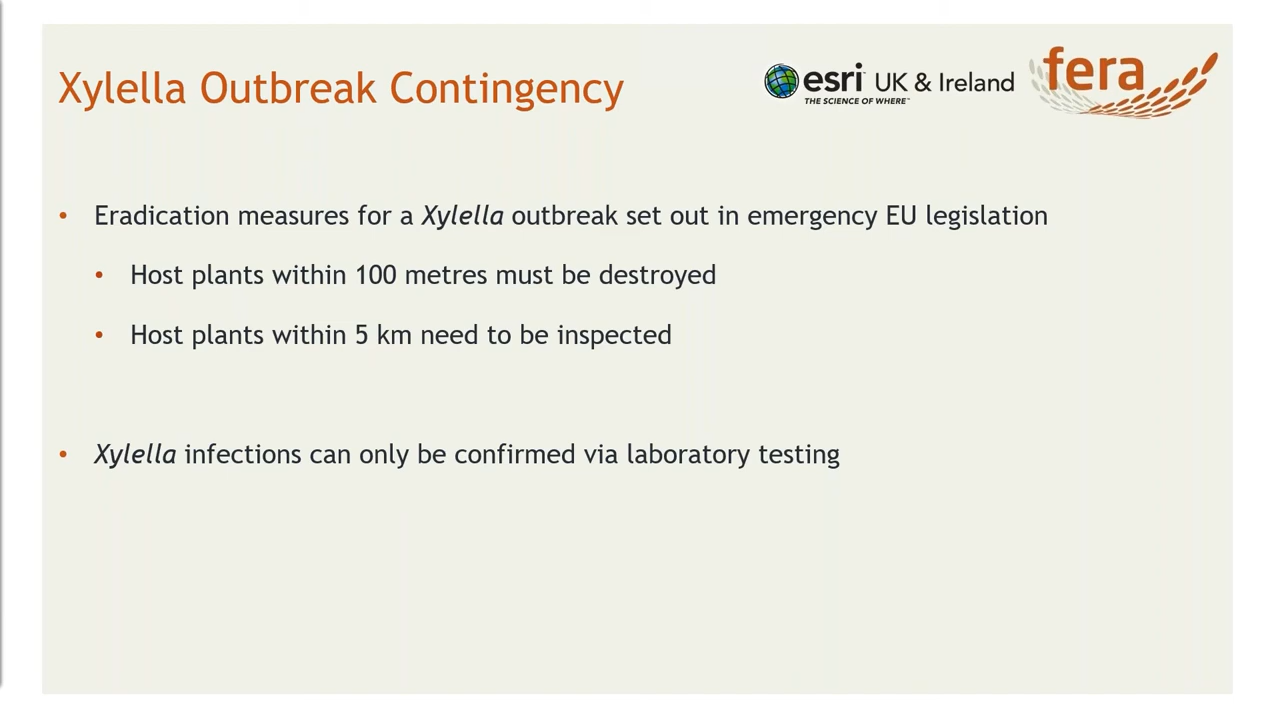 Xylella Outbreak Contingency
esri UK & Ireland
THE SCIENCE OF WHERE™
fera
• Eradication measures for a Xylella outbreak set out in emergency EU legislation
• Host plants within 100 metres must be destroyed
• Host plants within 5 km need to be inspected
• Xylella infections can only be confirmed via laboratory testing